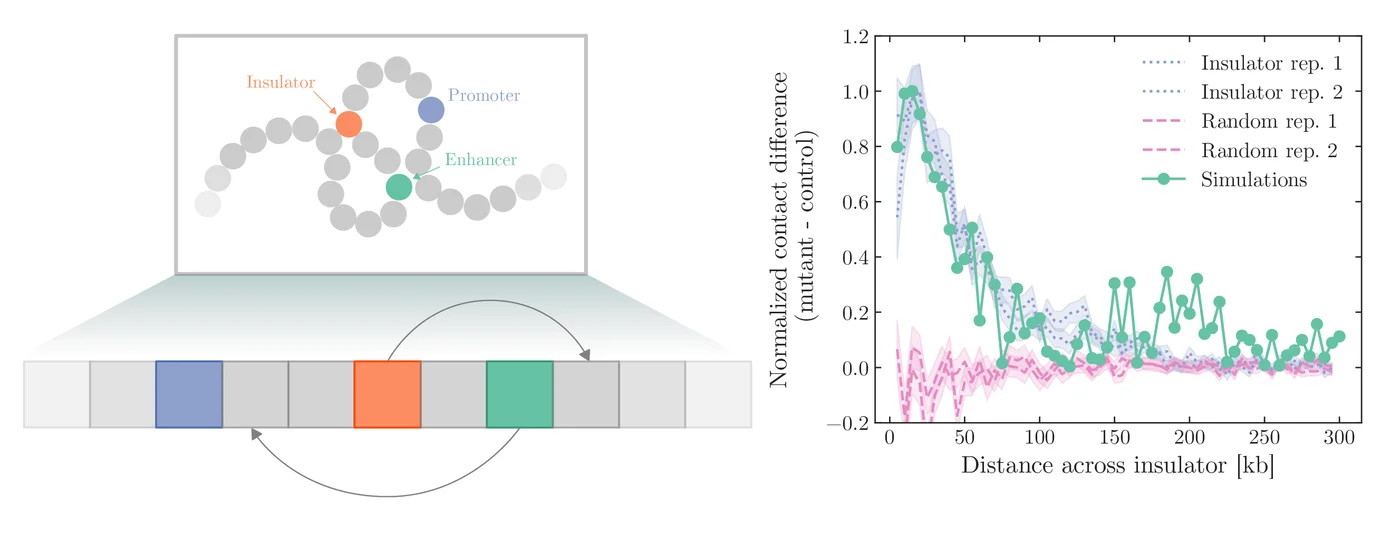 Insulator
Promoter
Enhancer
Normalized contact difference
(mutant - control)
1.2
1.0
0.8
0.6
0.4
0.2
0.0
−0.2
Insulator rep. 1
Insulator rep. 2
Random rep. 1
Random rep. 2
Simulations
0
50
100
150
200
250
300
Distance across insulator [kb]